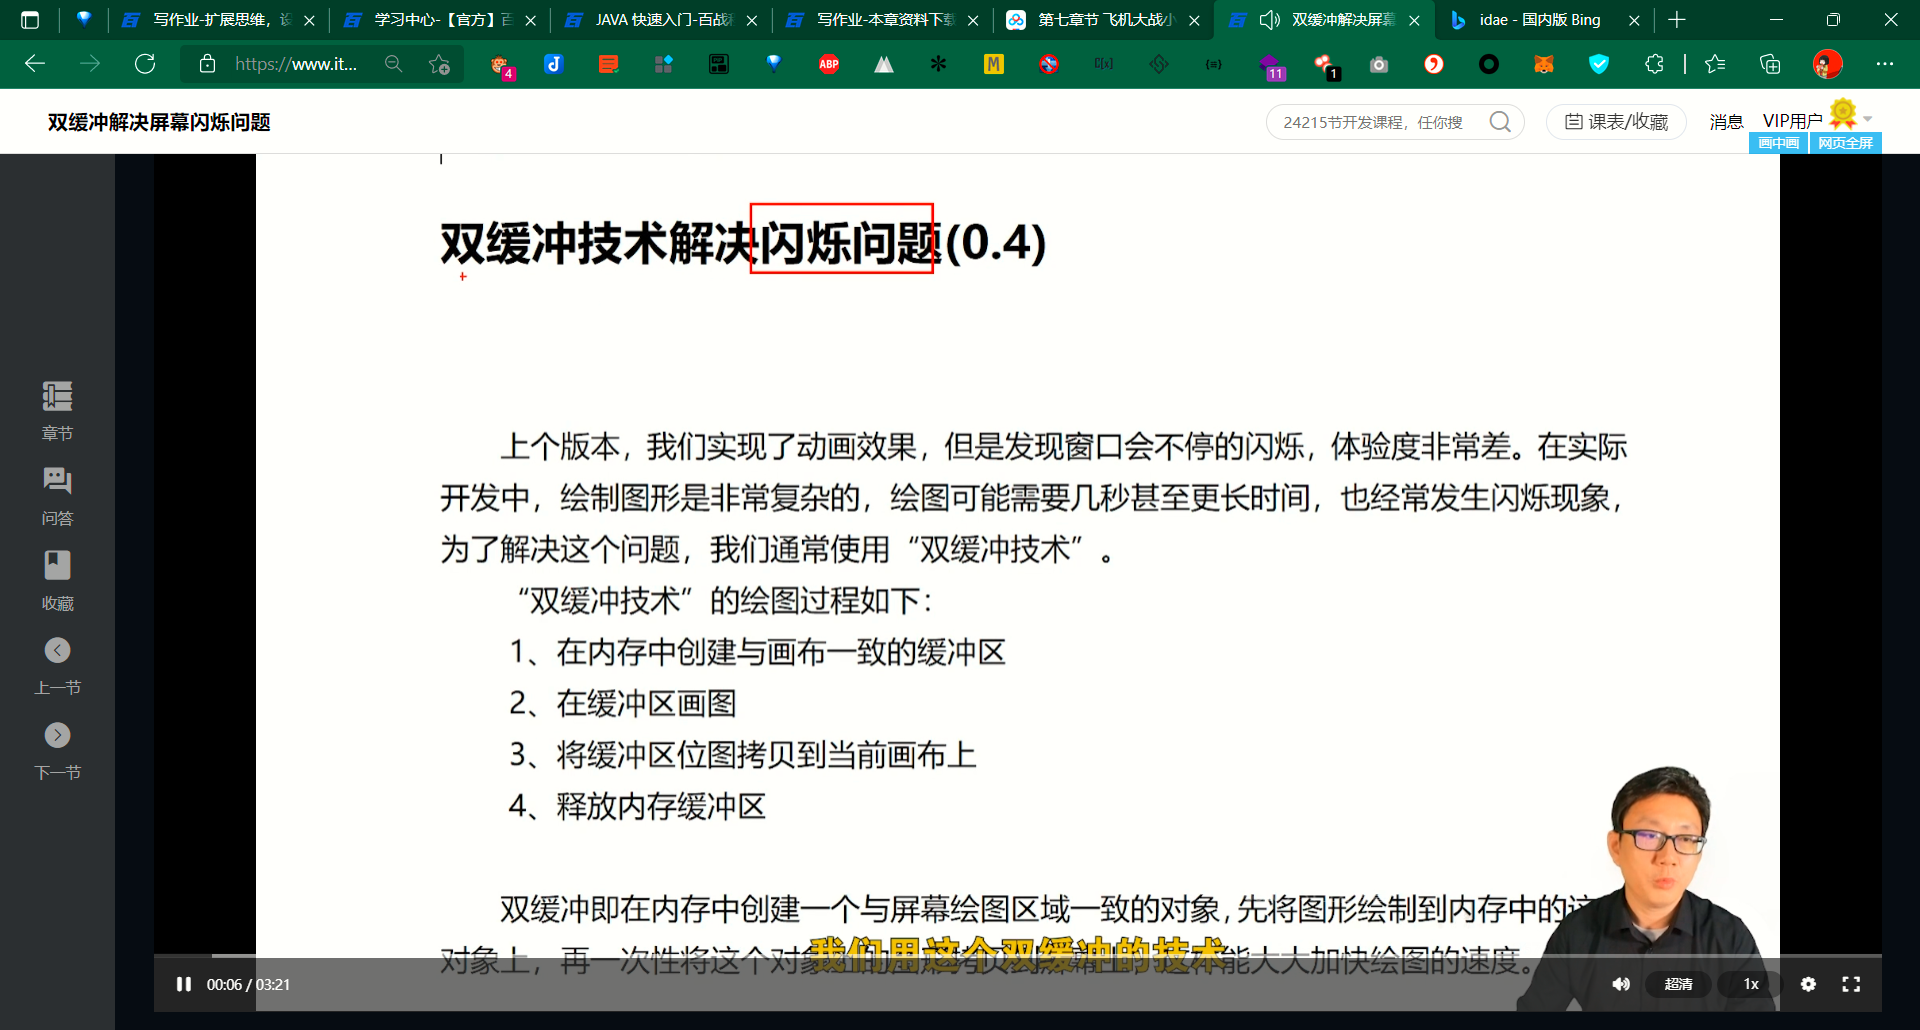 写作业-扩展思维，
学习中心-【官方】百
JAVA 快速入门-百战
写作业-本章资料下载
第七章节 飞机大战小
双缓冲解决屏幕
idae - 国内版 Bing
https://www.it...
4
ABP
M
11
1
双缓冲解决屏幕闪烁问题
24215节开发课程，任你搜
课表/收藏
消息
VIP用户
画中画
网页全屏
双缓冲技术解决闪烁问题(0.4)
上个版本，我们实现了动画效果，但是发现窗口会不停的闪烁，体验度非常差。在实际
开发中，绘制图形是非常复杂的，绘图可能需要几秒甚至更长时间，也经常发生闪烁现象，
为了解决这个问题，我们通常使用“双缓冲技术”。
“双缓冲技术”的绘图过程如下：
1、在内存中创建与画布一致的缓冲区
2、在缓冲区画图
3、将缓冲区位图拷贝到当前画布上
4、释放内存缓冲区
双缓冲即在内存中创建一个与屏幕绘图区域一致的对象，先将图形绘制到内存中的这
对象上，再一次性将这个对象 能大大加快绘图的速度。
我们用这个双缓冲的技术
章节
问答
收藏
上一节
下一节
00:06 / 03:21
超清
1x